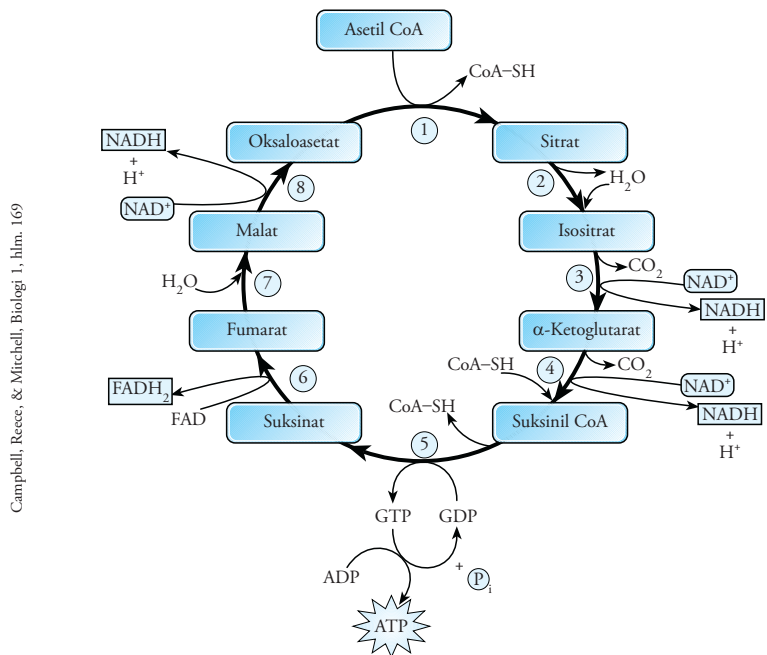 Asetil CoA
CoA–SH
1
Oksaloasetat
Sitrat
NADH
+
H⁺
NAD⁺
8
2
H₂O
Malat
Isositrat
7
H₂O
3
CO₂
NAD⁺
NADH
+
H⁺
Fumarat
α-Ketoglutarat
6
FADH₂
FAD
4
CoA–SH
CO₂
NAD⁺
NADH
+
H⁺
Suksinat
CoA–SH
Suksinil CoA
5
GTP
GDP
ADP
+ Pᵢ
ATP
Campbell, Reece, & Mitchell, Biologi 1, hlm. 169